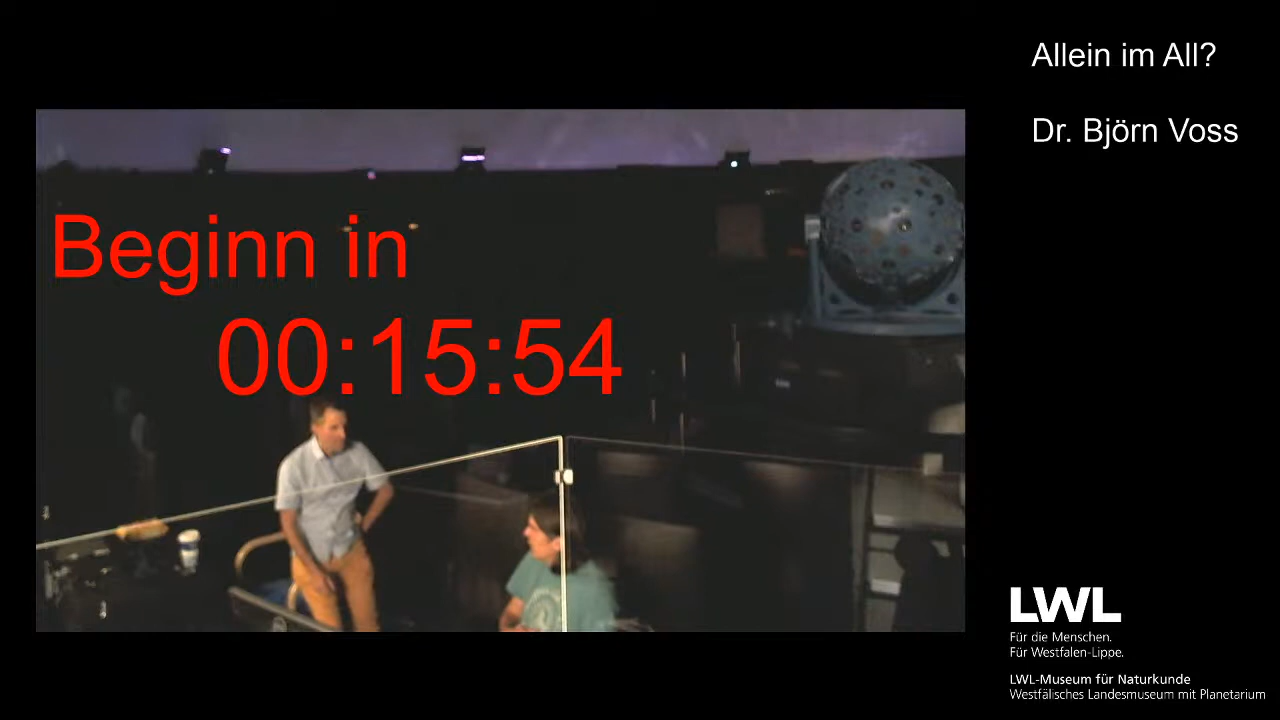 Allein im All?
Dr. Björn Voss
Beginn in
00:15:54
LWL
Für die Menschen.
Für Westfalen-Lippe.
LWL-Museum für Naturkunde
Westfälisches Landesmuseum mit Planetarium